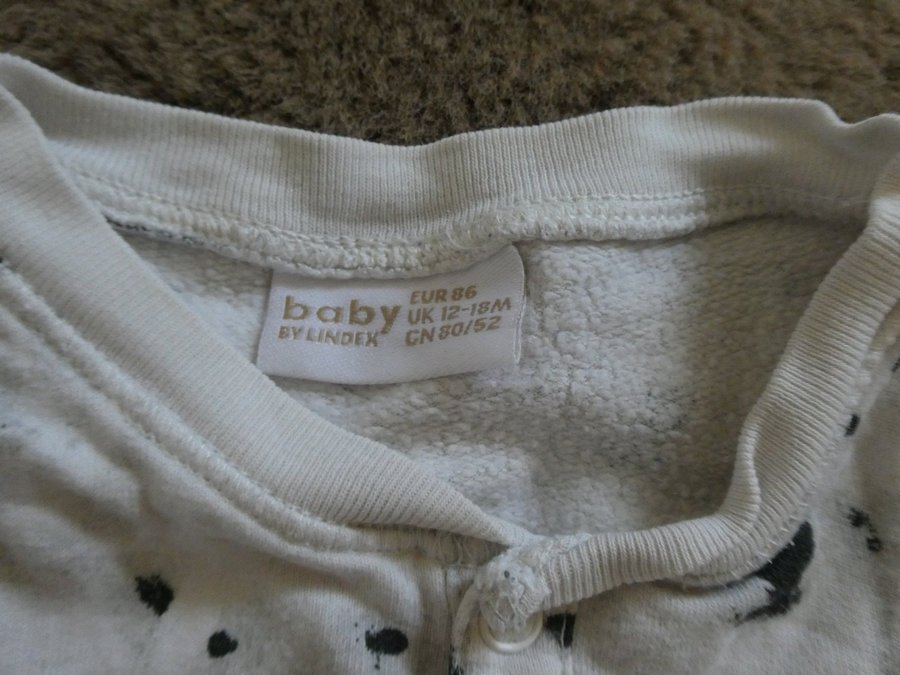 baby
BY LINDEX
EUR 86
UK 12-18M
CN 80/52